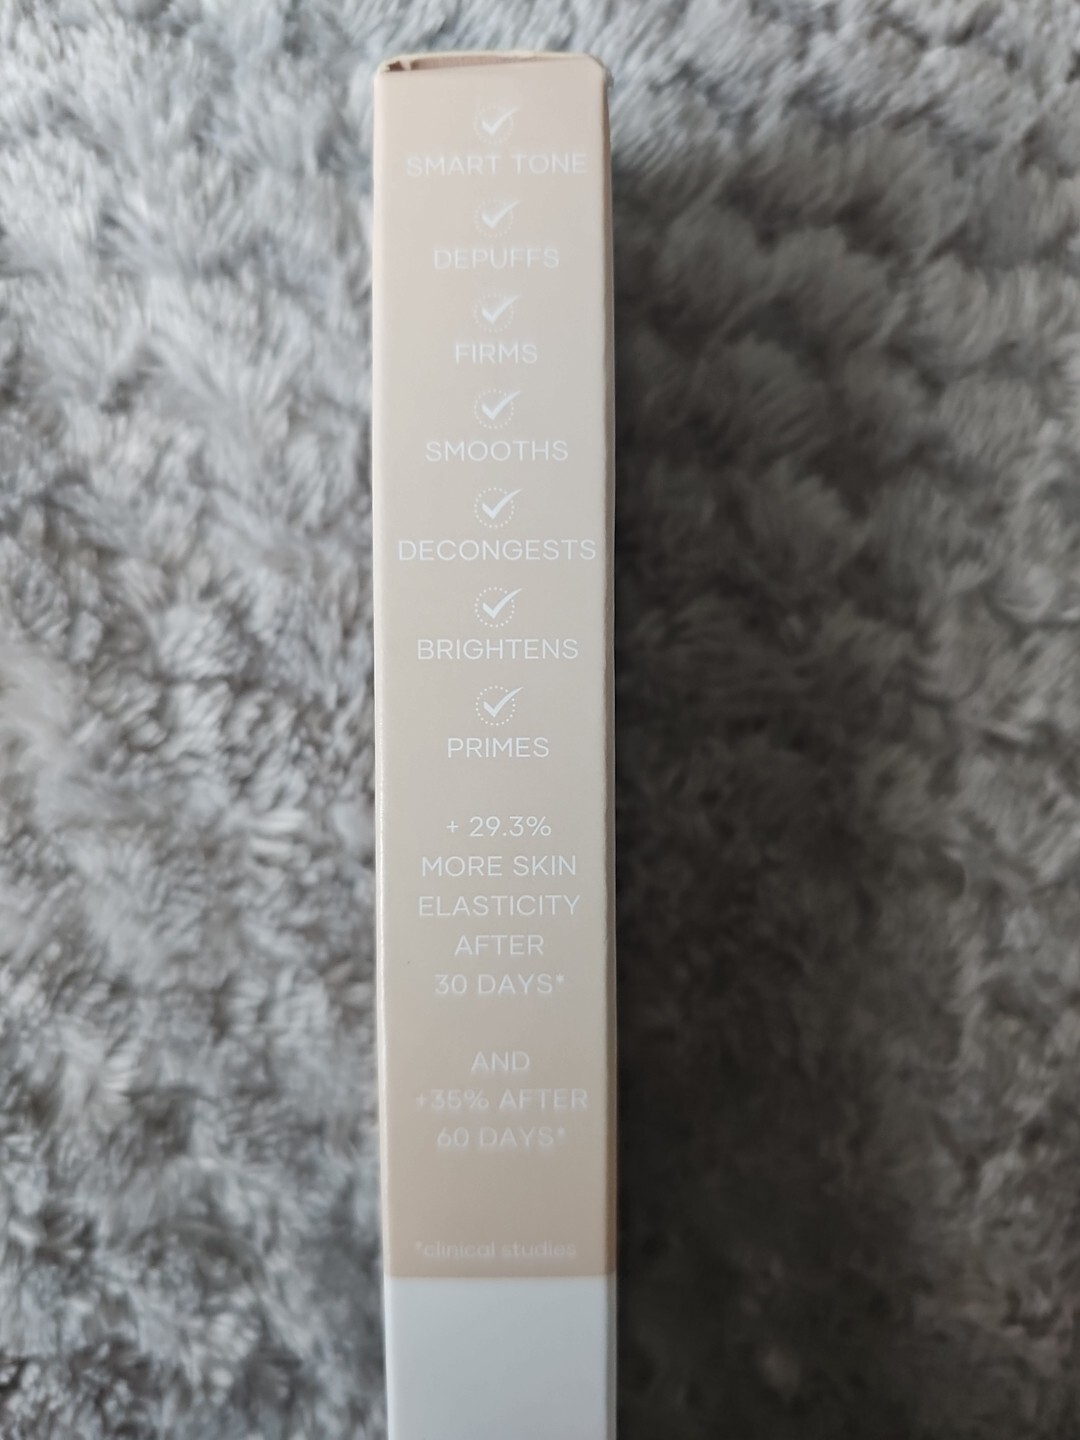 SMART TONE
DEPUFFS
FIRMS
SMOOTHS
DECONGESTS
BRIGHTENS
PRIMES
+ 29.3%
MORE SKIN
ELASTICITY
AFTER
30 DAYS*
AND
+35% AFTER
60 DAYS*
*clinical studies